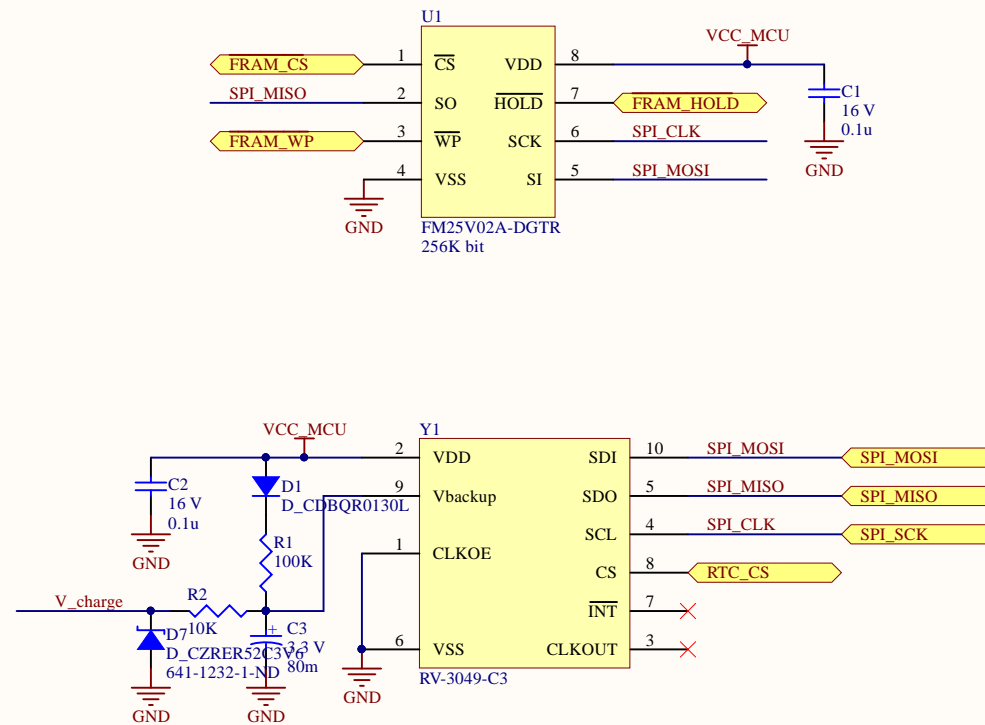 U1
VCC_MCU
FRAM_CS 1 CS VDD 8
SPI_MISO 2 SO HOLD 7 FRAM_HOLD
C1
16 V
0.1u
FRAM_WP 3 WP SCK 6 SPI_CLK
4 VSS SI 5 SPI_MOSI
GND
GND
FM25V02A-DGTR
256K bit
VCC_MCU
Y1
2 VDD SDI 10 SPI_MOSI SPI_MOSI
C2
16 V
0.1u
D1
D_CDBQR0130L
9 Vbackup SDO 5 SPI_MISO SPI_MISO
SCL 4 SPI_CLK SPI_SCK
R1
100K
1 CLKOE
GND
CS 8 RTC_CS
V_charge
R2
10K
INT 7
C3
3.3 V
80m
D7
D_CZRER52C3V6
641-1232-1-ND
6 VSS CLKOUT 3
GND
RV-3049-C3
GND
GND